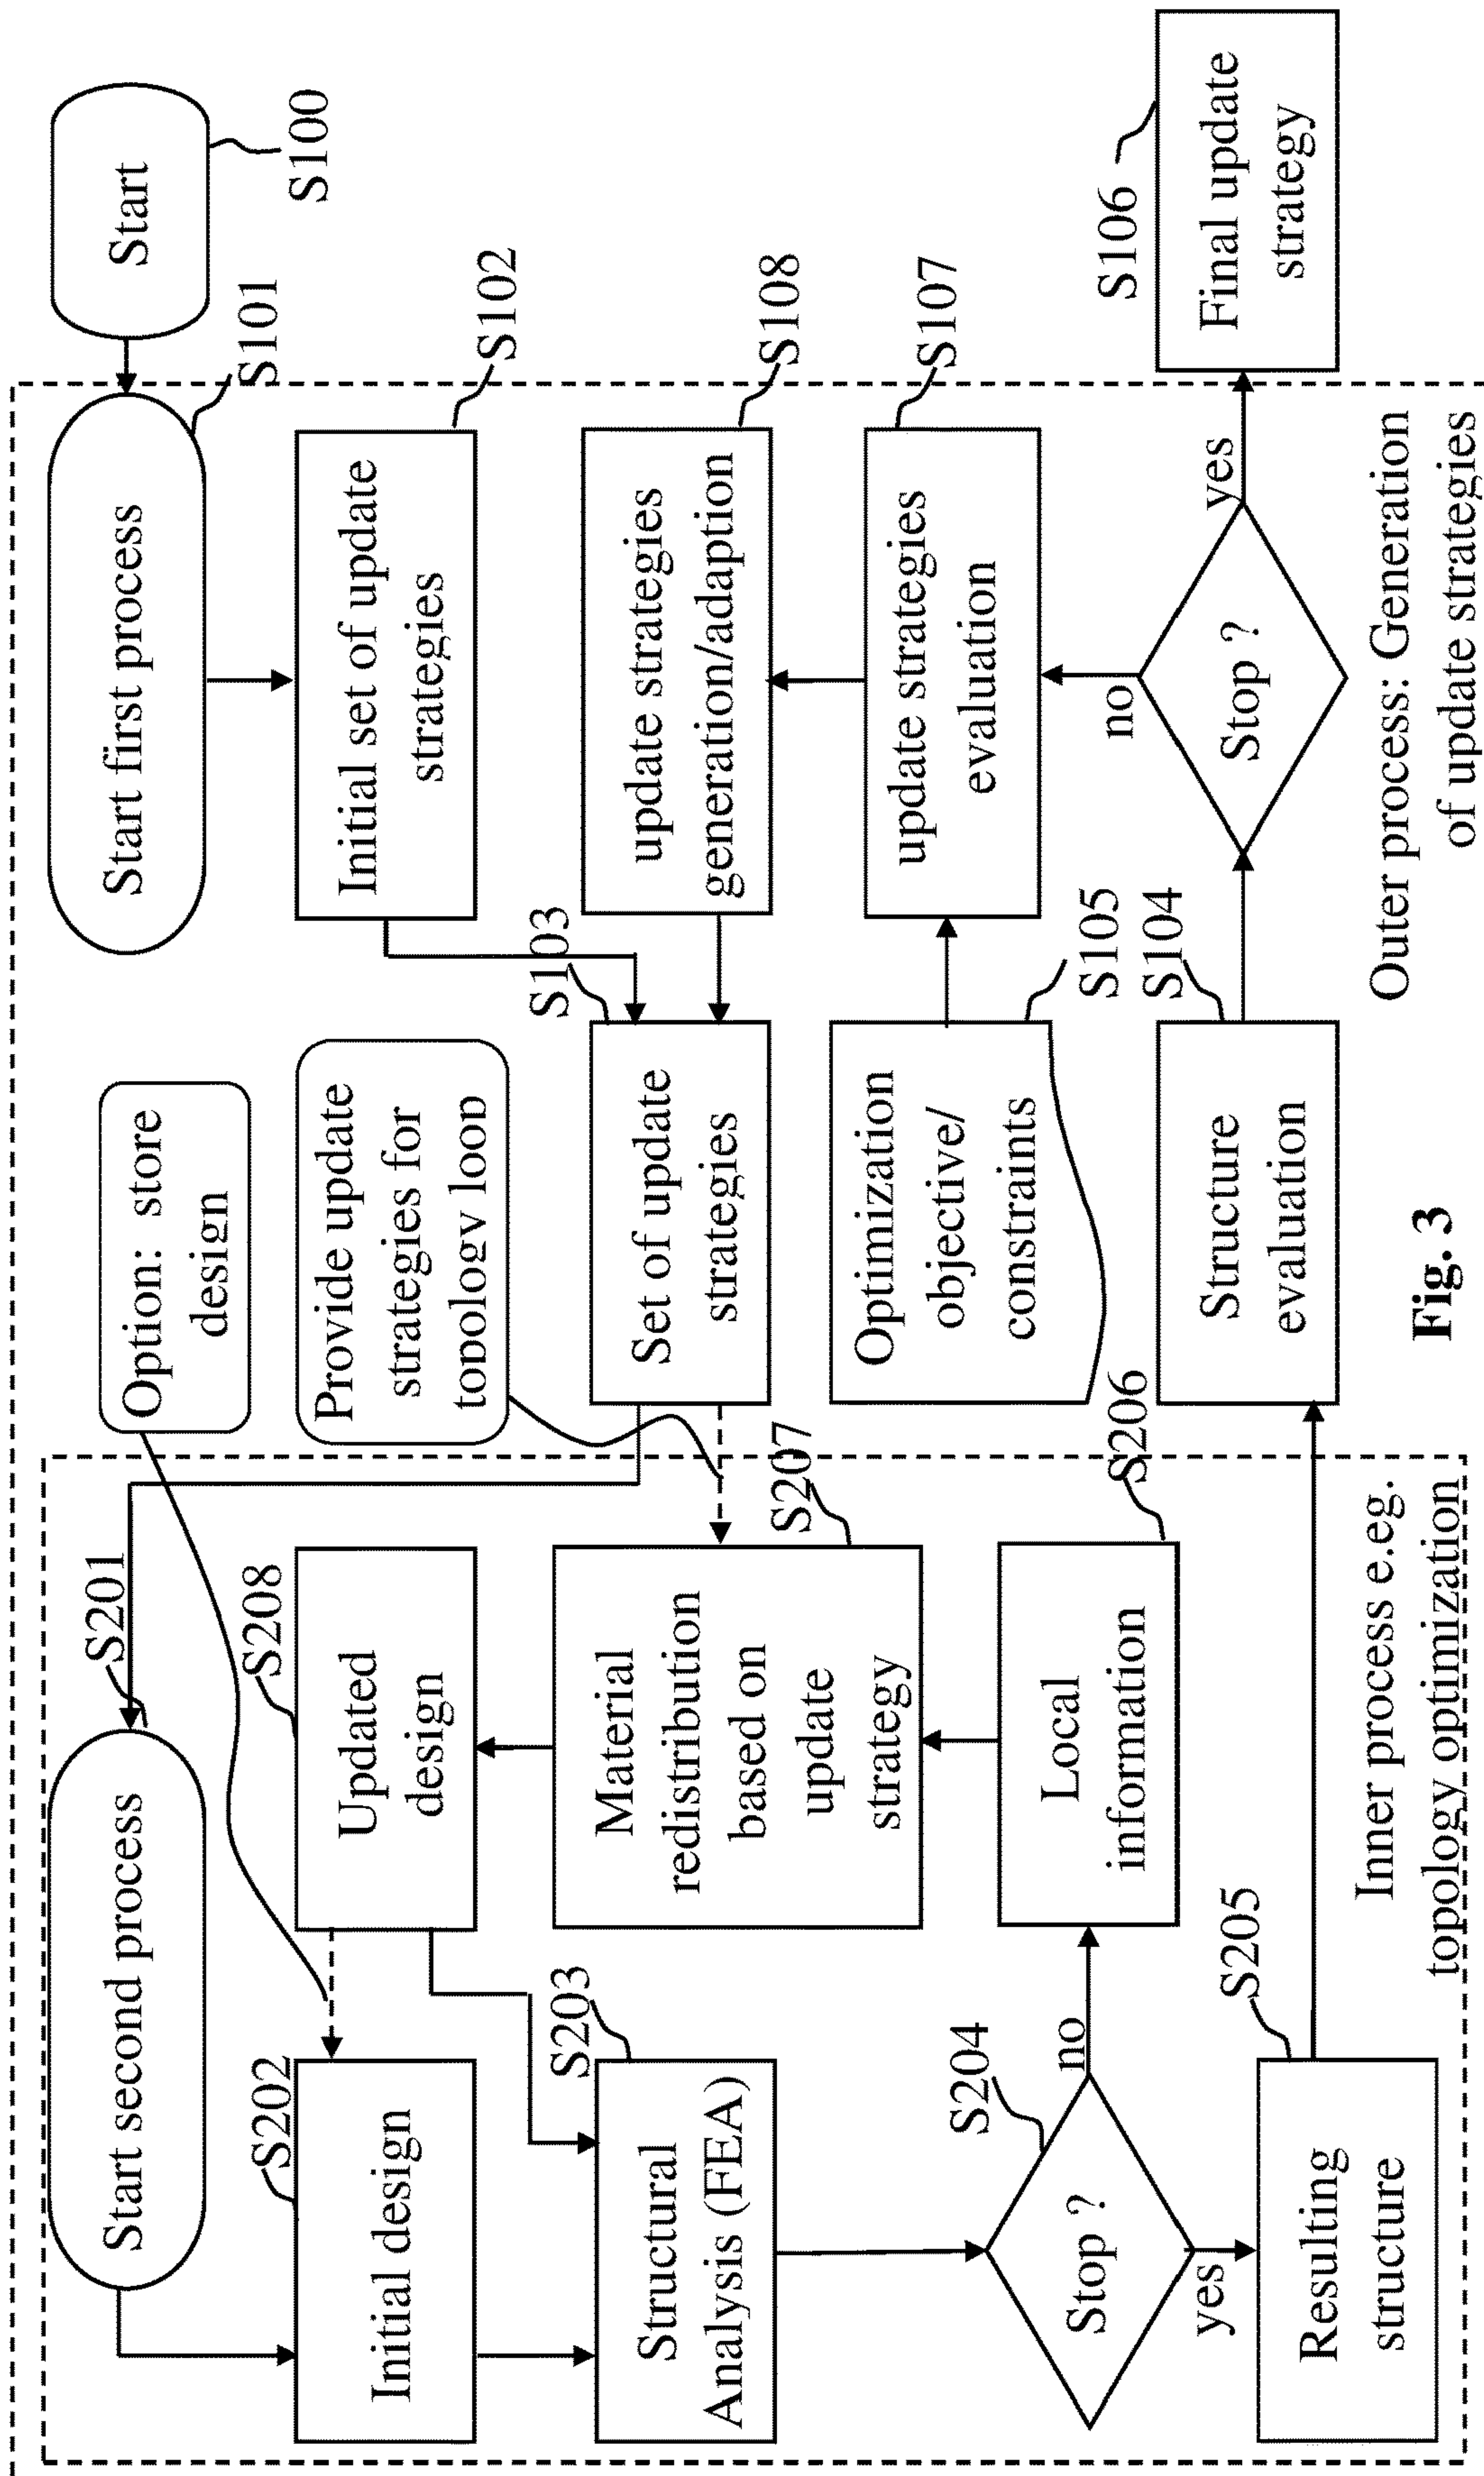 Start
S100
Start first process
S101
Initial set of update
strategies
S102
update strategies
generation/adaption
S108
update strategies
evaluation
S107
Stop ?
yes
no
Final update
strategy
S106
Outer process: Generation
of update strategies
Option: store
design
Provide update
strategies for
topology loop
Set of update
strategies
S103
Optimization
objective/
constraints
S105
Structure
evaluation
S104
Start second process
S201
Initial design
S202
Updated
design
S208
Structural
Analysis (FEA)
S203
Material
redistribution
based on
update
strategy
S207
Stop ?
S204
no
yes
Local
information
S206
Resulting
structure
S205
Inner process e.eg.
topology optimization
Fig. 3